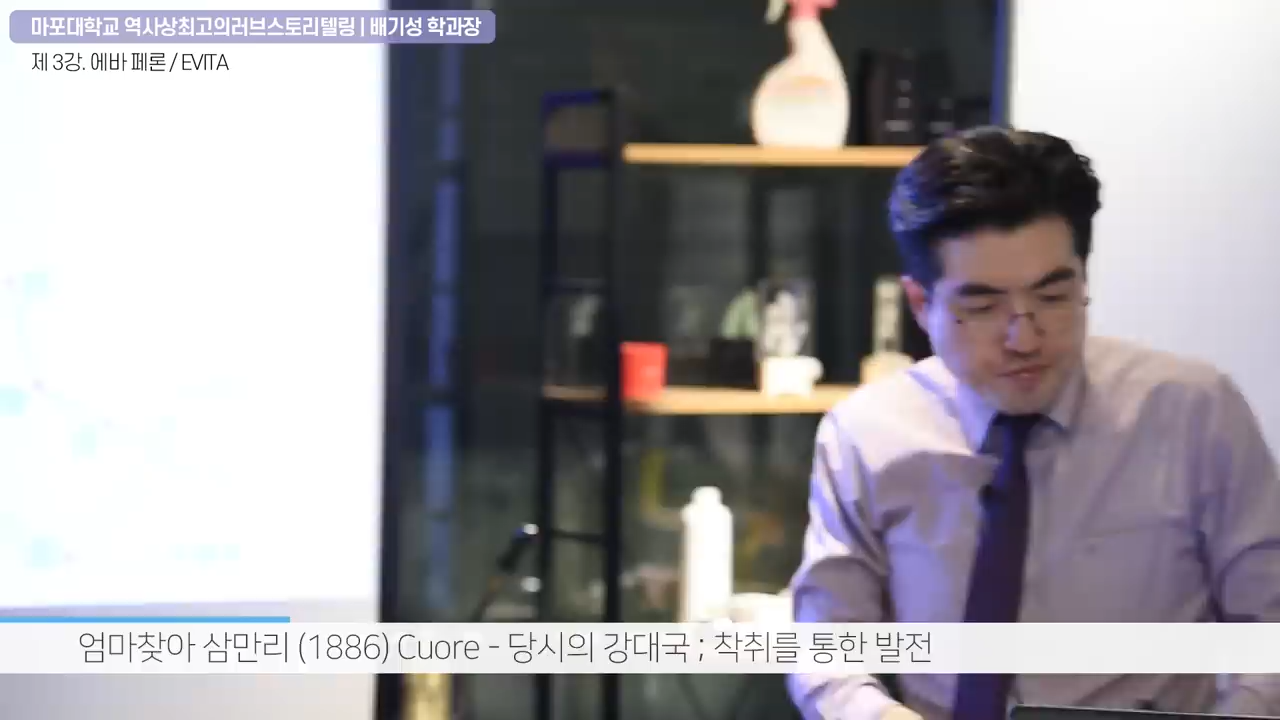 마포대학교 역사상최고의러브스토리텔링 | 배기성 학과장
제 3강. 에바 페론 / EVITA
엄마찾아 삼만리 (1886) Cuore - 당시의 강대국 ; 착취를 통한 발전